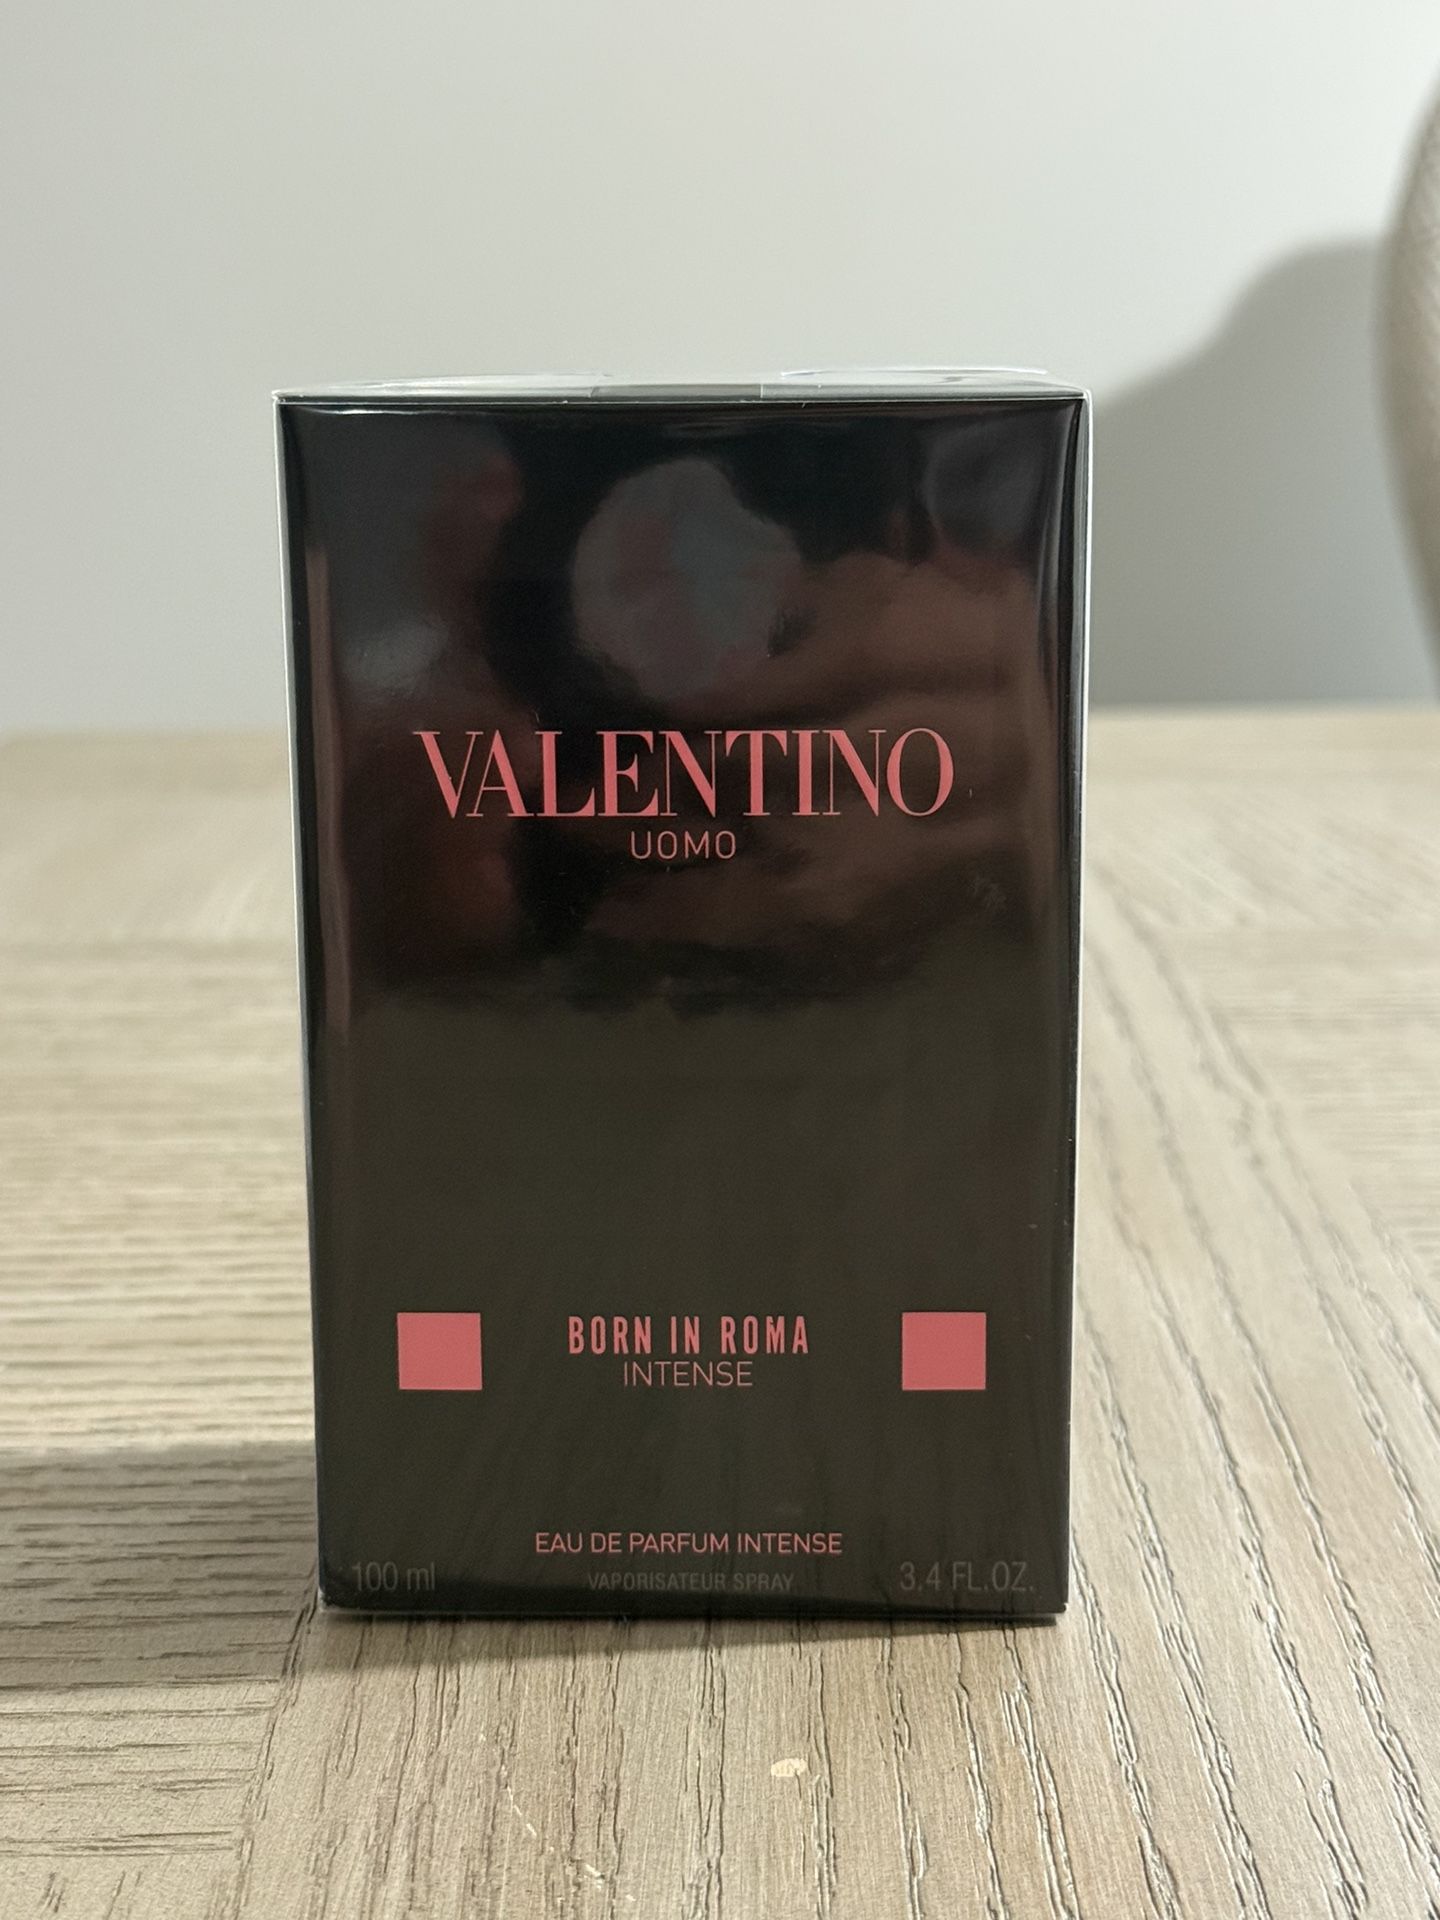 VALENTINO
UOMO
BORN IN ROMA
INTENSE
EAU DE PARFUM INTENSE
100 ml VAPORISATEUR SPRAY 3.4 FL.OZ.